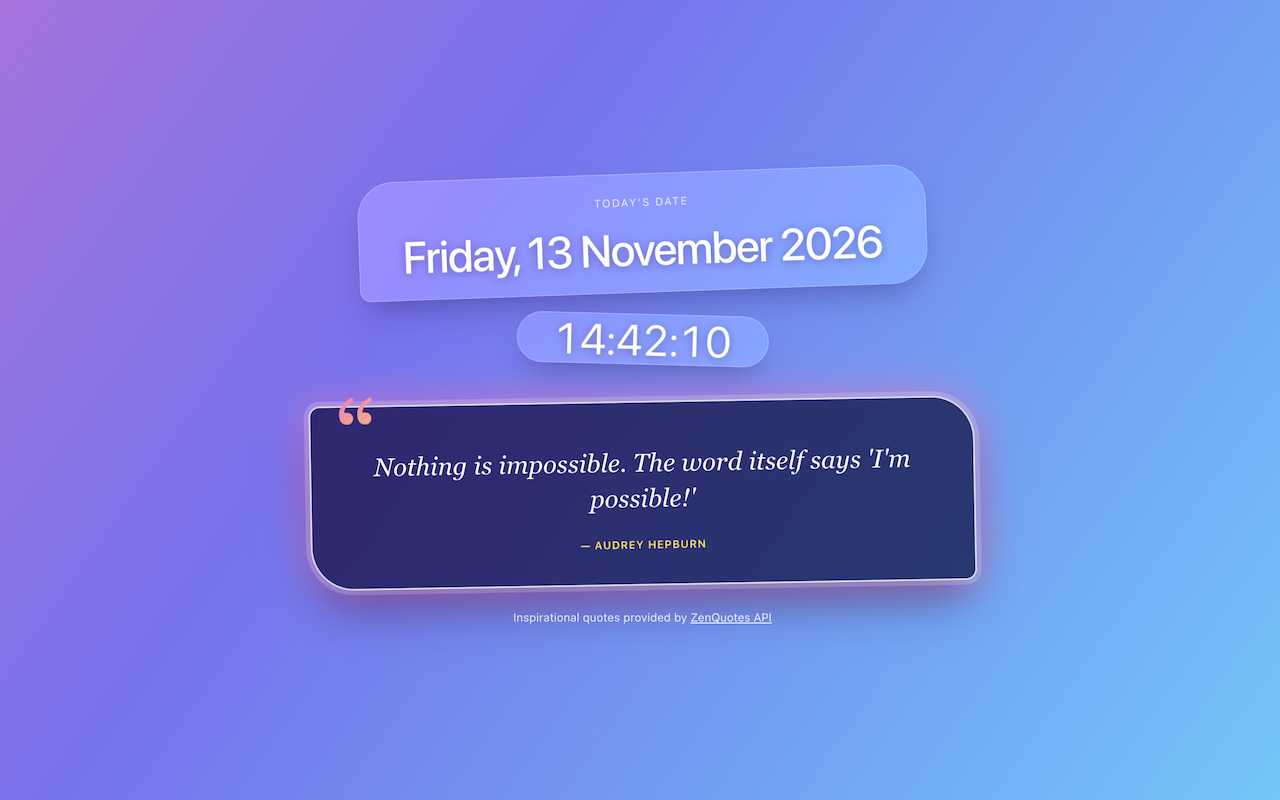 TODAY'S DATE
Friday, 13 November 2026
14:42:10
“
Nothing is impossible. The word itself says 'I'm
possible!'
— AUDREY HEPBURN
Inspirational quotes provided by ZenQuotes API